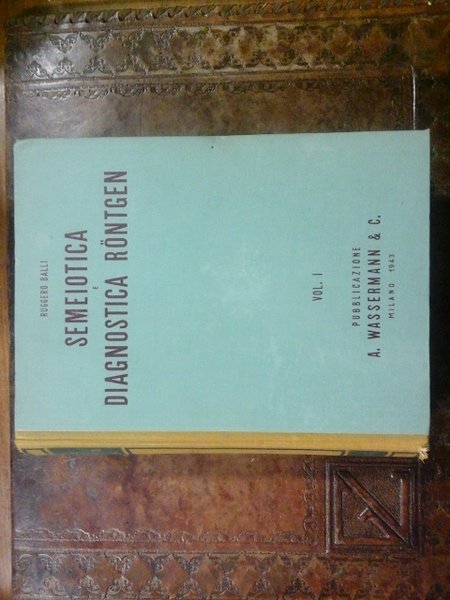 RUGGERO BALLI
SEMEIOTICA
E
DIAGNOSTICA RÖNTGEN
VOL. I
PUBBLICAZIONE
A. WASSERMANN & C.
MILANO 1943